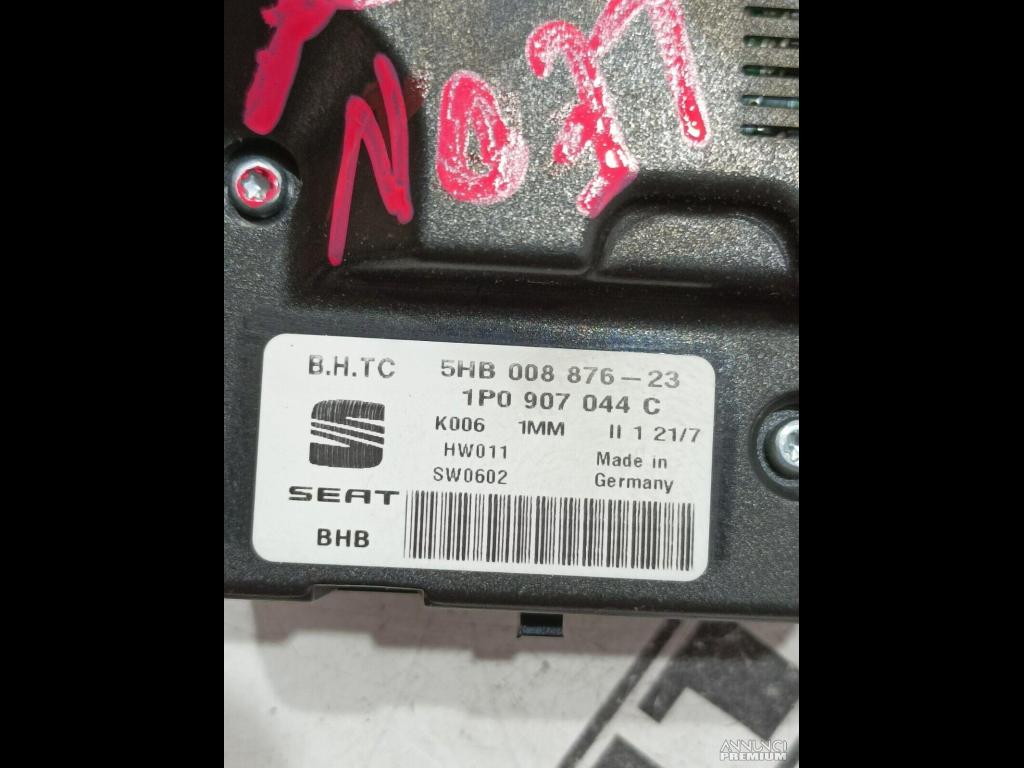 NO37
B.H.TC 5HB 008 876-23
1P0 907 044 C
K006 1MM II 1 21/7
HW011
SW0602
Made in
Germany
SEAT
BHB
ANNUNCI
PREMIUM